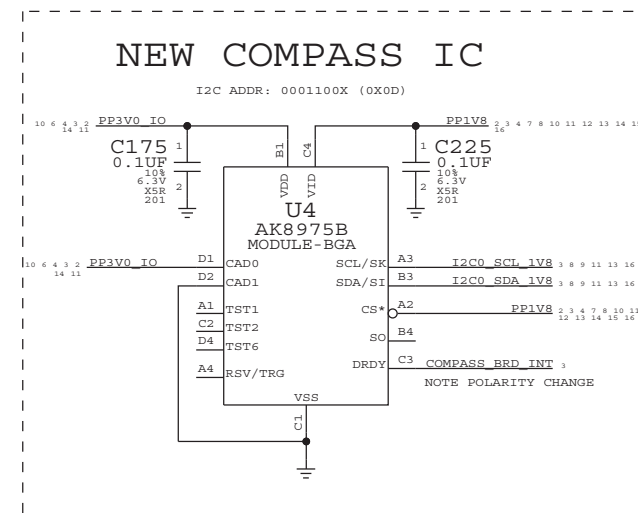 NEW COMPASS IC
I2C ADDR: 0001100X (0X0D)
10 6 4 3 2 PP3V0_IO
14 11
PP1V8 2 3 4 7 8 10 11 12 13 14 15
16
C175 1
0.1UF
10%
6.3V
X5R 2
201
B1
C4
1 C225
0.1UF
10%
6.3V
2 X5R
201
VDD
VID
U4
AK8975B
MODULE-BGA
10 6 4 3 2 PP3V0_IO
14 11
D1 CAD0
D2 CAD1
A1 TST1
C2 TST2
D4 TST6
A4 RSV/TRG
SCL/SK A3 I2C0_SCL_1V8 3 8 9 11 13 16
SDA/SI B3 I2C0_SDA_1V8 3 8 9 11 13 16
CS* A2 PP1V8 2 3 4 7 8 10 11
12 13 14 15 16
SO B4
DRDY C3 COMPASS_BRD_INT 3
NOTE POLARITY CHANGE
VSS
C1